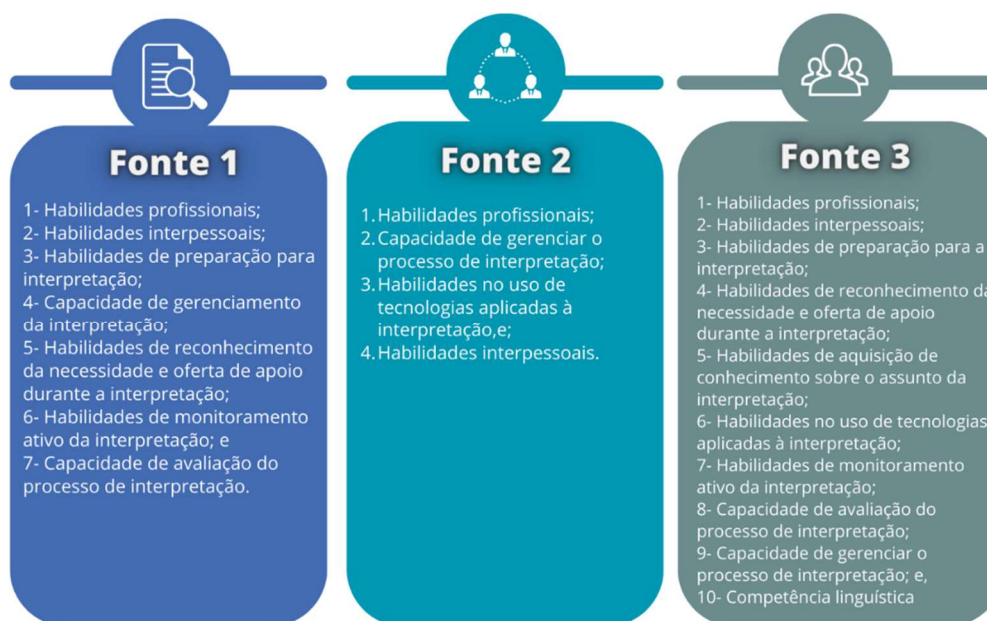 Fonte 1
1- Habilidades profissionais;
2- Habilidades interpessoais;
3- Habilidades de preparação para
interpretação;
4- Capacidade de gerenciamento
da interpretação;
5- Habilidades de reconhecimento
da necessidade e oferta de apoio
durante a interpretação;
6- Habilidades de monitoramento
ativo da interpretação; e
7- Capacidade de avaliação do
processo de interpretação.
Fonte 2
1. Habilidades profissionais;
2. Capacidade de gerenciar o
processo de interpretação;
3. Habilidades no uso de
tecnologias aplicadas à
interpretação,e;
4. Habilidades interpessoais.
Fonte 3
1- Habilidades profissionais;
2- Habilidades interpessoais;
3- Habilidades de preparação para a
interpretação;
4- Habilidades de reconhecimento da
necessidade e oferta de apoio
durante a interpretação;
5- Habilidades de aquisição de
conhecimento sobre o assunto da
interpretação;
6- Habilidades no uso de tecnologias
aplicadas à interpretação;
7- Habilidades de monitoramento
ativo da interpretação;
8- Capacidade de avaliação do
processo de interpretação;
9- Capacidade de gerenciar o
processo de interpretação; e,
10- Competência linguística